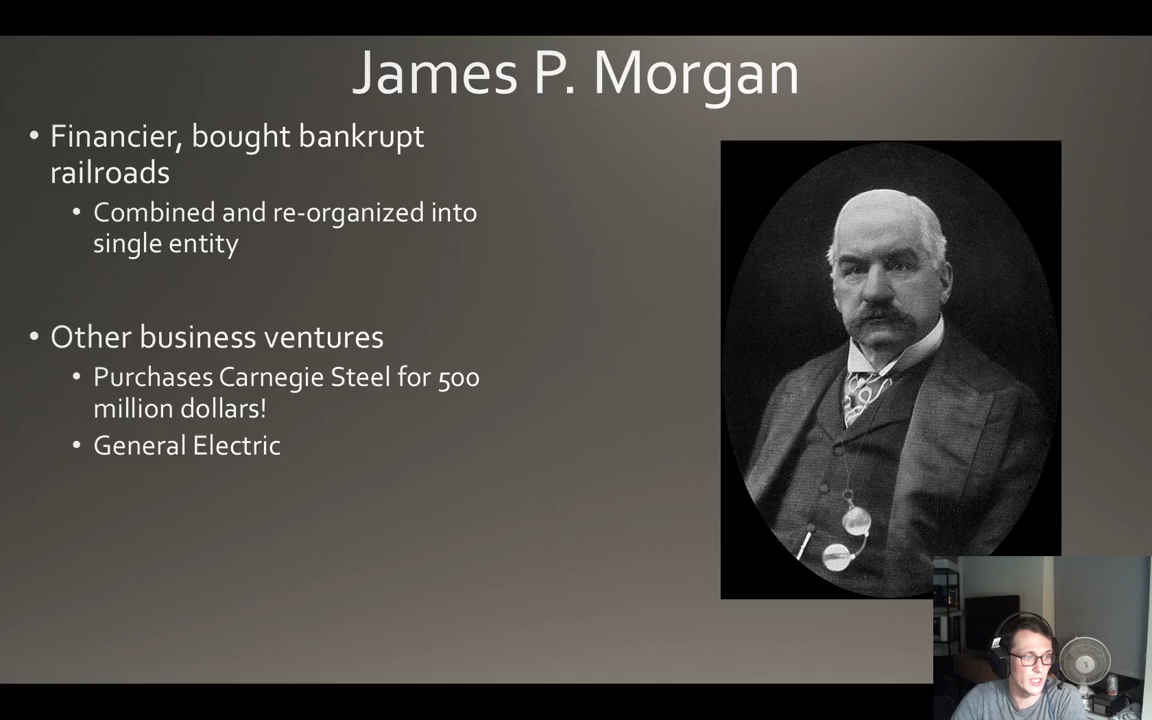 James P. Morgan
• Financier, bought bankrupt
railroads
• Combined and re-organized into
single entity
• Other business ventures
• Purchases Carnegie Steel for 500
million dollars!
• General Electric